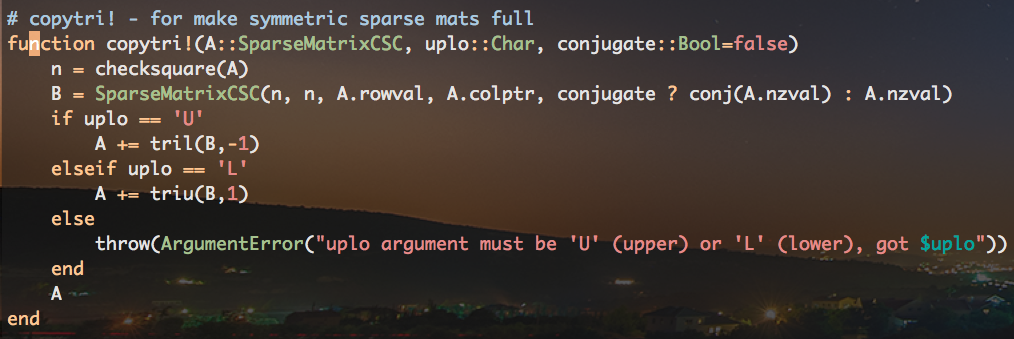 # copytri! - for make symmetric sparse mats full
function copytri!(A::SparseMatrixCSC, uplo::Char, conjugate::Bool=false)
    n = checksquare(A)
    B = SparseMatrixCSC(n, n, A.rowval, A.colptr, conjugate ? conj(A.nzval) : A.nzval)
    if uplo == 'U'
        A += tril(B,-1)
    elseif uplo == 'L'
        A += triu(B,1)
    else
        throw(ArgumentError("uplo argument must be 'U' (upper) or 'L' (lower), got $uplo"))
    end
    A
end